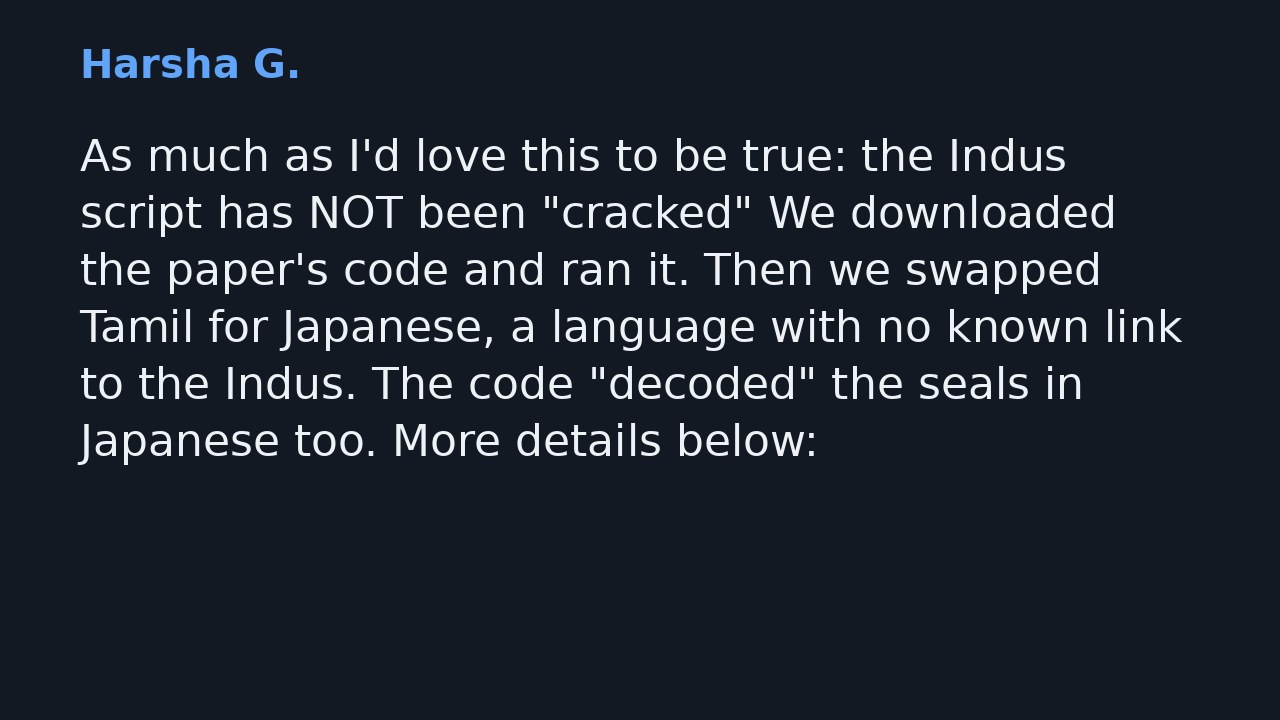 Harsha G.
As much as I'd love this to be true: the Indus
script has NOT been "cracked" We downloaded
the paper's code and ran it. Then we swapped
Tamil for Japanese, a language with no known link
to the Indus. The code "decoded" the seals in
Japanese too. More details below: